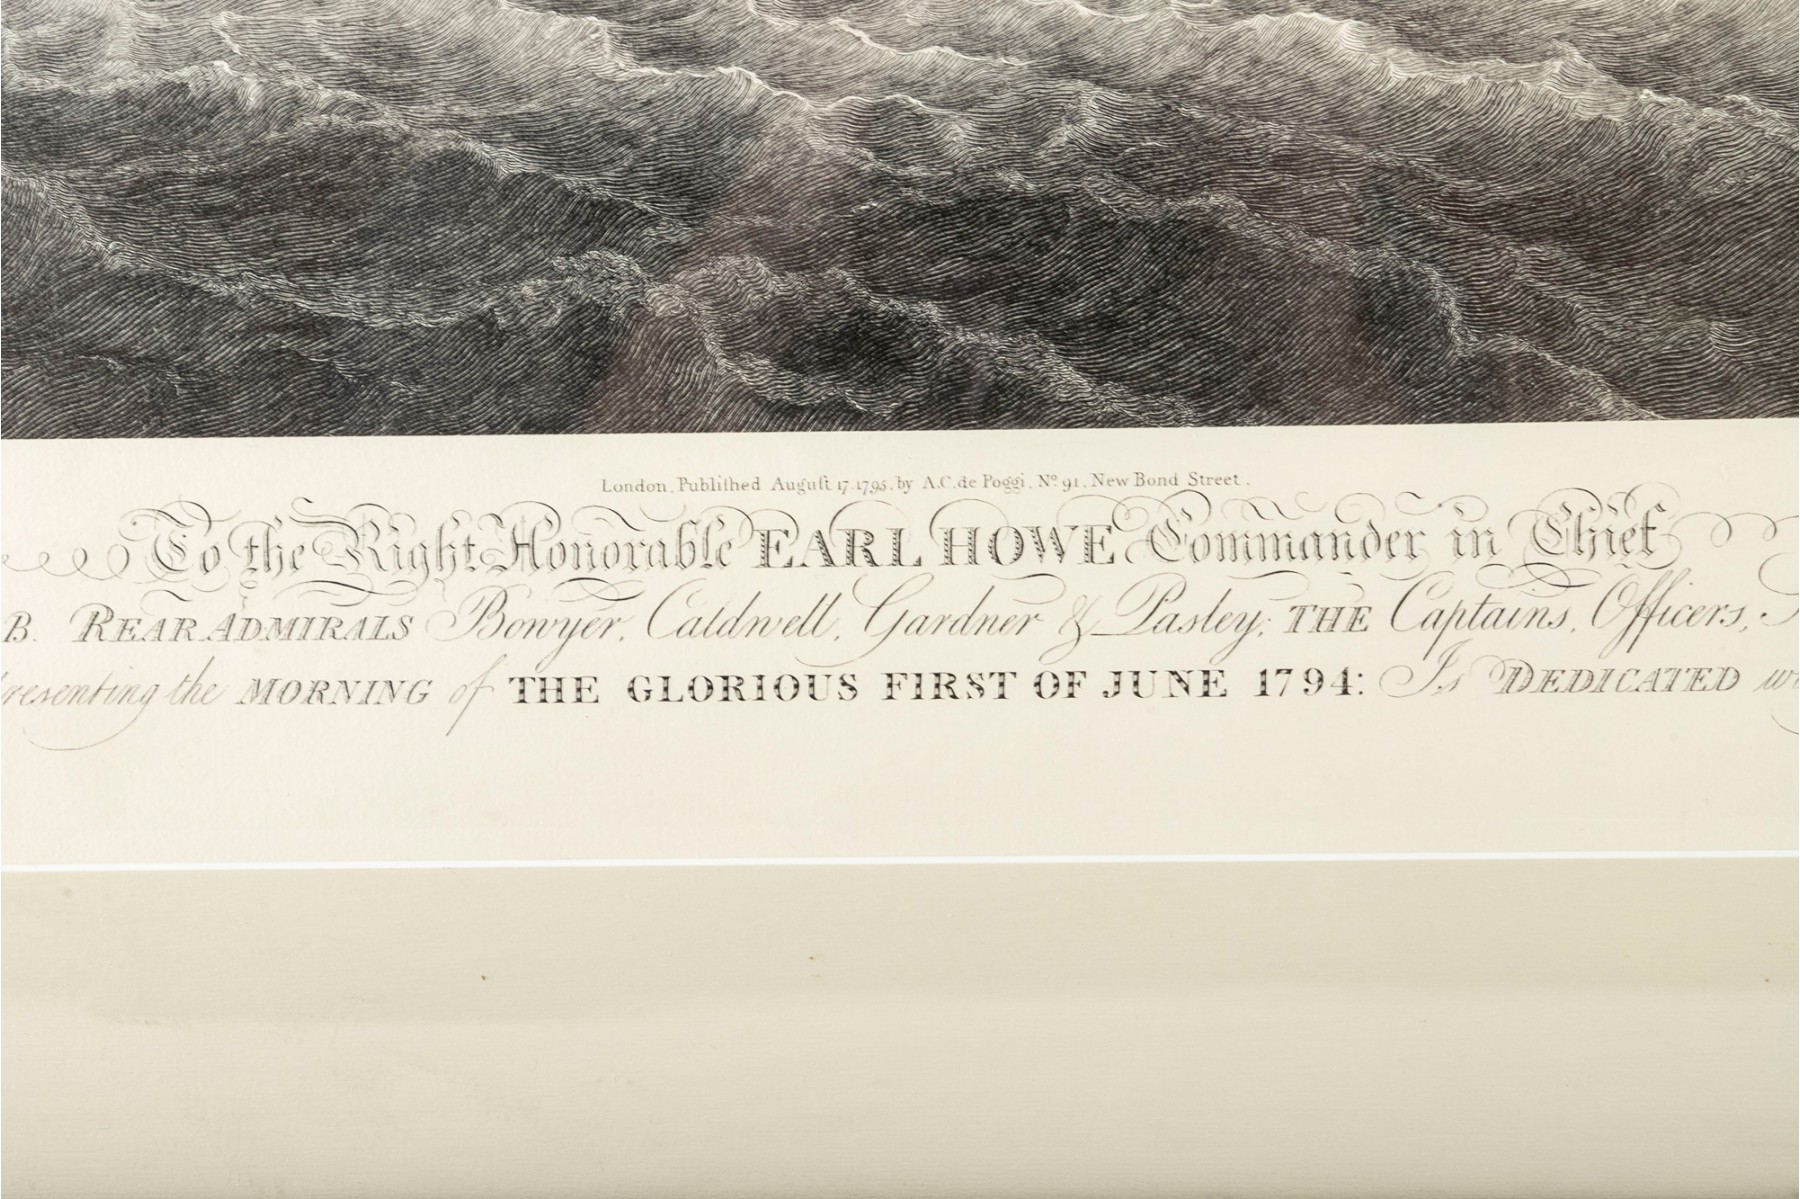 London, Publiſhed Auguſt 17 1795, by A.C. de Poggi, Nº. 91, New Bond Street.
To the Right Honorable EARL HOWE Commander in Chief
B. REAR ADMIRALS Bowyer, Caldwell, Gardner & Pasley; THE Captains, Officers,
resenting the MORNING of THE GLORIOUS FIRST OF JUNE 1794: Is DEDICATED